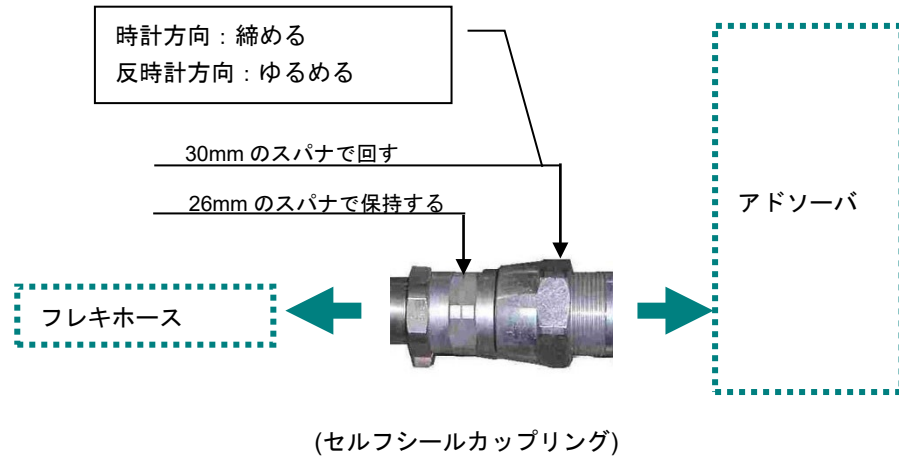 時計方向：締める
反時計方向：ゆるめる
30mm のスパナで回す
26mm のスパナで保持する
アドソーバ
フレキホース
(セルフシールカップリング)